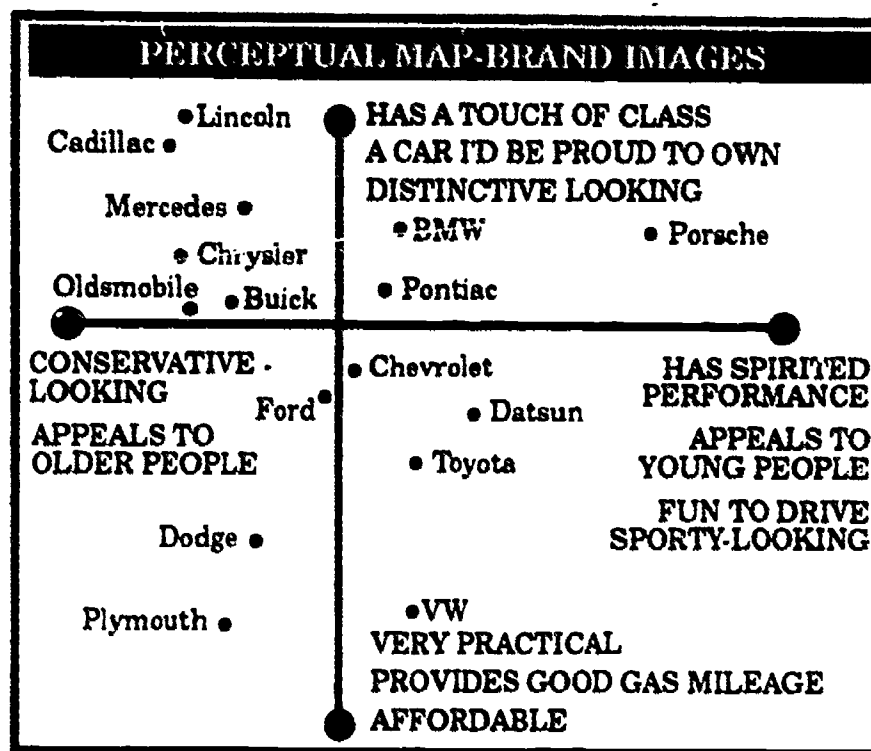 PERCEPTUAL MAP-BRAND IMAGES
Lincoln
Cadillac
HAS A TOUCH OF CLASS
A CAR I'D BE PROUD TO OWN
DISTINCTIVE LOOKING
Mercedes
BMW
Porsche
Chrysler
Oldsmobile
Buick
Pontiac
CONSERVATIVE -
LOOKING
APPEALS TO
OLDER PEOPLE
Chevrolet
Ford
Datsun
Toyota
HAS SPIRITED
PERFORMANCE
APPEALS TO
YOUNG PEOPLE
FUN TO DRIVE
SPORTY-LOOKING
Dodge
Plymouth
VW
VERY PRACTICAL
PROVIDES GOOD GAS MILEAGE
AFFORDABLE